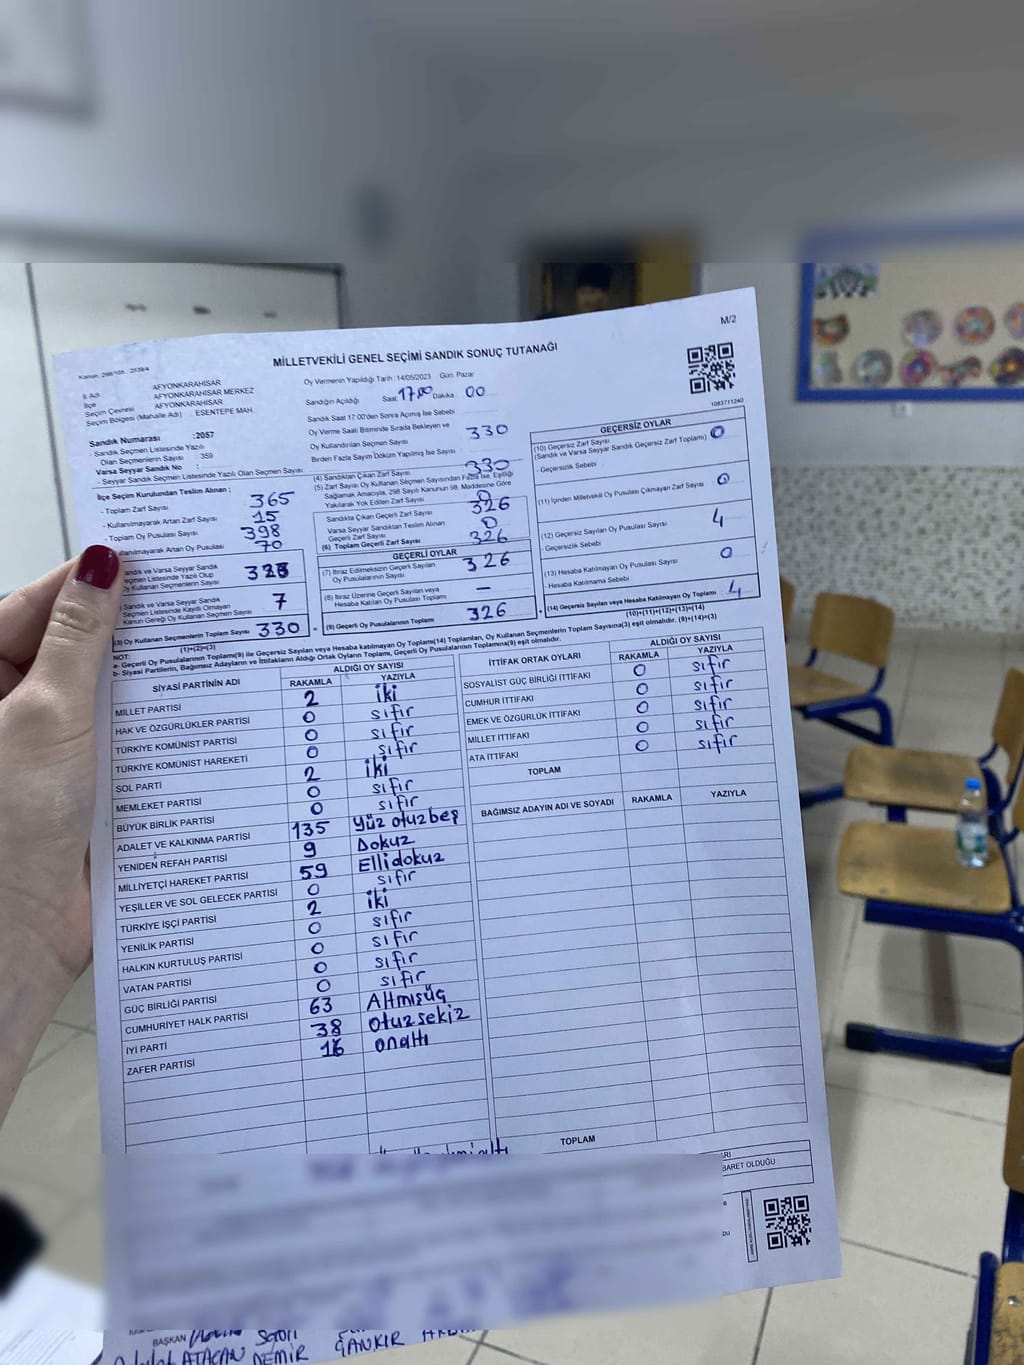 M/2
MİLLETVEKİLİ GENEL SEÇİMİ SANDIK SONUÇ TUTANAĞI
1083711240
İl Adı AFYONKARAHİSAR
İlçe AFYONKARAHİSAR MERKEZ
Seçim Çevresi AFYONKARAHİSAR
Seçim Bölgesi (Mahalle Adı) : ESENTEPE MAH.
Sandık Numarası :2057
- Sandık Seçmen Listesinde Yazılı
Olan Seçmenlerin Sayısı : 359
Varsa Seyyar Sandık No :
- Seyyar Sandık Seçmen Listesinde Yazılı Olan Seçmen Sayısı
İlçe Seçim Kurulundan Teslim Alınan ;
- Toplam Zarf Sayısı 365
- Kullanılmayarak Artan Zarf Sayısı 15
- Toplam Oy Pusulası Sayısı 398
Kullanılmayarak Artan Oy Pusulası 70
Sandık ve Varsa Seyyar Sandık
Seçmen Listesinde Yazılı Olup
Oy Kullanan Seçmenlerin Sayısı
Sandık ve Varsa Seyyar Sandık
Seçmen Listesinde Kaydı Olmayan
Kanun Gereği Oy Kullanan Seçmen Sayısı 7
(3) Oy Kullanan Seçmenlerin Toplam Sayısı 330
(1)+(2)=(3)
Oy Vermenin Yapıldığı Tarih : 14/05/2023 Gün: Pazar
Sandığın Açıldığı Saat 17.00 Dakika 00
Sandık Saat 17:00'den Sonra Açılmış İse Sebebi
Oy Verme Saati Bitiminde Sırada Bekleyen ve
Oy Kullandırılan Seçmen Sayısı 330
Birden Fazla Sayım Döküm Yapılmış İse Sayısı
(4) Sandıktan Çıkan Zarf Sayısı 330
(5) Zarf Sayısı Oy Kullanan Seçmen Sayısından Fazla İse, Eşitliği
Sağlamak Amacıyla, 298 Sayılı Kanunun 98. Maddesine Göre
Yakılarak Yok Edilen Zarf Sayısı 0
Sandıkta Çıkan Geçerli Zarf Sayısı 326
Varsa Seyyar Sandıktan Teslim Alınan
Geçerli Zarf Sayısı 0
(6) Toplam Geçerli Zarf Sayısı 326
GEÇERLİ OYLAR
(7) İtiraz Edilmeksizin Geçerli Sayılan
Oy Pusulalarının Sayısı 326
(8) İtiraz Üzerine Geçerli Sayılan veya
Hesaba Katılan Oy Pusulası Toplamı –
(9) Geçerli Oy Pusulalarının Toplamı 326
GEÇERSİZ OYLAR
(10) Geçersiz Zarf Sayısı 0
(Sandık ve Varsa Seyyar Sandık Geçersiz Zarf Toplamı)
- Geçersizlik Sebebi
(11) İçinden Milletvekili Oy Pusulası Çıkmayan Zarf Sayısı 0
(12) Geçersiz Sayılan Oy Pusulası Sayısı 4
- Geçersizlik Sebebi
(13) Hesaba Katılmayan Oy Pusulası Sayısı 0
- Hesaba Katılmama Sebebi
(14) Geçersiz Sayılan veya Hesaba Katılmayan Oy Toplamı 4
(10)+(11)+(12)+(13)=(14)
NOT:
a- Geçerli Oy Pusulalarının Toplamı(9) ile Geçersiz Sayılan veya Hesaba katılmayan Oy Toplamı(14) Toplamları, Oy Kullanan Seçmenlerin Toplam Sayısına(3) eşit olmalıdır. (9)+(14)=(3)
b- Siyasi Partilerin, Bağımsız Adayların ve İttifakların Aldığı Ortak Oyların Toplamı, Geçerli Oy Pusulalarının Toplamına(9) eşit olmalıdır.
SİYASİ PARTİNİN ADI ALDIĞI OY SAYISI
RAKAMLA YAZIYLA
MİLLET PARTİSİ 2 iki
HAK VE ÖZGÜRLÜKLER PARTİSİ 0 sıfır
TÜRKİYE KOMÜNİST PARTİSİ 0 sıfır
TÜRKİYE KOMÜNİST HAREKETİ 0 sıfır
SOL PARTİ 2 iki
MEMLEKET PARTİSİ 0 sıfır
BÜYÜK BİRLİK PARTİSİ 0 sıfır
ADALET VE KALKINMA PARTİSİ 135 Yüz otuzbeş
YENİDEN REFAH PARTİSİ 9 Dokuz
MİLLİYETÇİ HAREKET PARTİSİ 59 Ellidokuz
YEŞİLLER VE SOL GELECEK PARTİSİ 0 sıfır
TÜRKİYE İŞÇİ PARTİSİ 2 iki
YENİLİK PARTİSİ 0 sıfır
HALKIN KURTULUŞ PARTİSİ 0 sıfır
VATAN PARTİSİ 0 sıfır
GÜÇ BİRLİĞİ PARTİSİ 0 sıfır
CUMHURİYET HALK PARTİSİ 63 Altmışüç
İYİ PARTİ 38 Otuzsekiz
ZAFER PARTİSİ 16 onaltı
İTTİFAK ORTAK OYLARI ALDIĞI OY SAYISI
RAKAMLA YAZIYLA
SOSYALİST GÜÇ BİRLİĞİ İTTİFAKI 0 sıfır
CUMHUR İTTİFAKI 0 sıfır
EMEK VE ÖZGÜRLÜK İTTİFAKI 0 sıfır
MİLLET İTTİFAKI 0 sıfır
ATA İTTİFAKI 0 sıfır
TOPLAM
BAĞIMSIZ ADAYIN ADI VE SOYADI RAKAMLA YAZIYLA
TOPLAM
BARET OLDUĞU
BAŞKAN
ATACAN DEMİR ÇANKIR